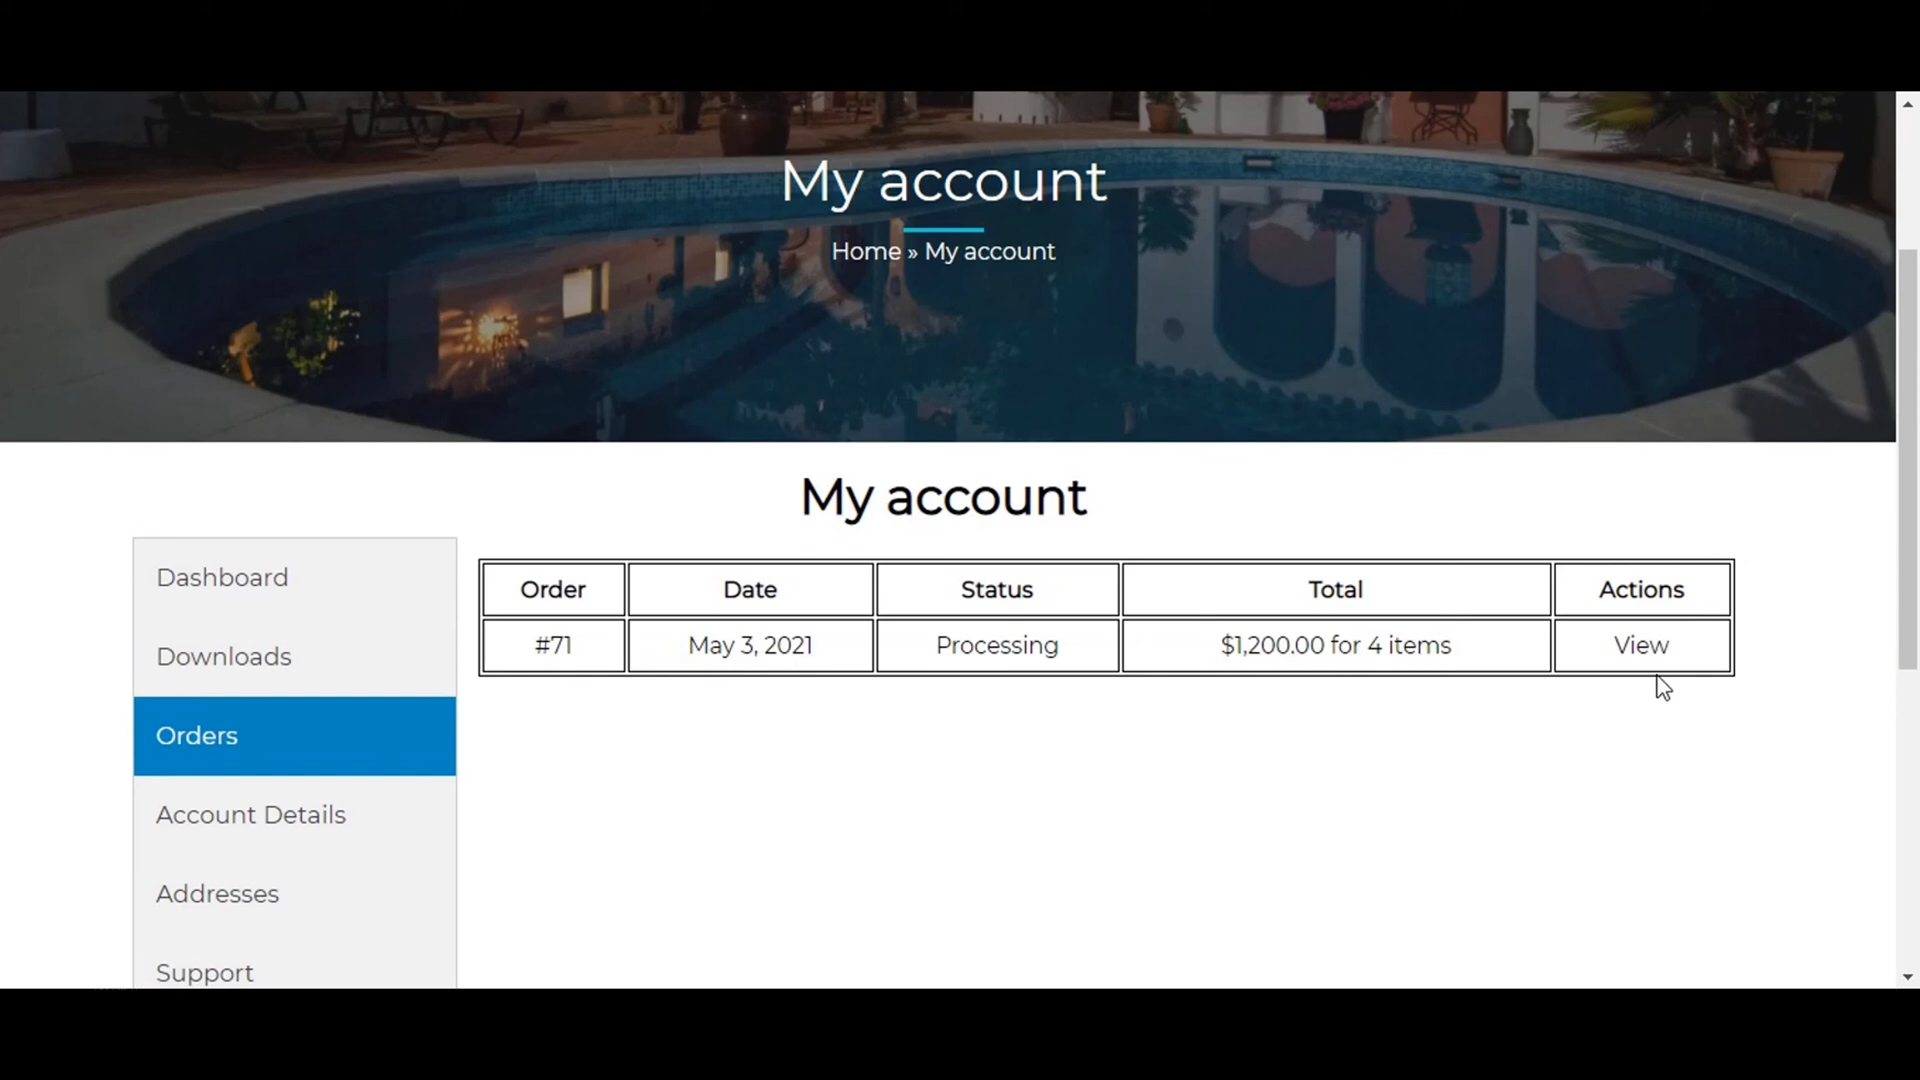 My account
Home » My account
My account
Dashboard
Downloads
Orders
Account Details
Addresses
Support
Order Date Status Total Actions
#71 May 3, 2021 Processing $1,200.00 for 4 items View